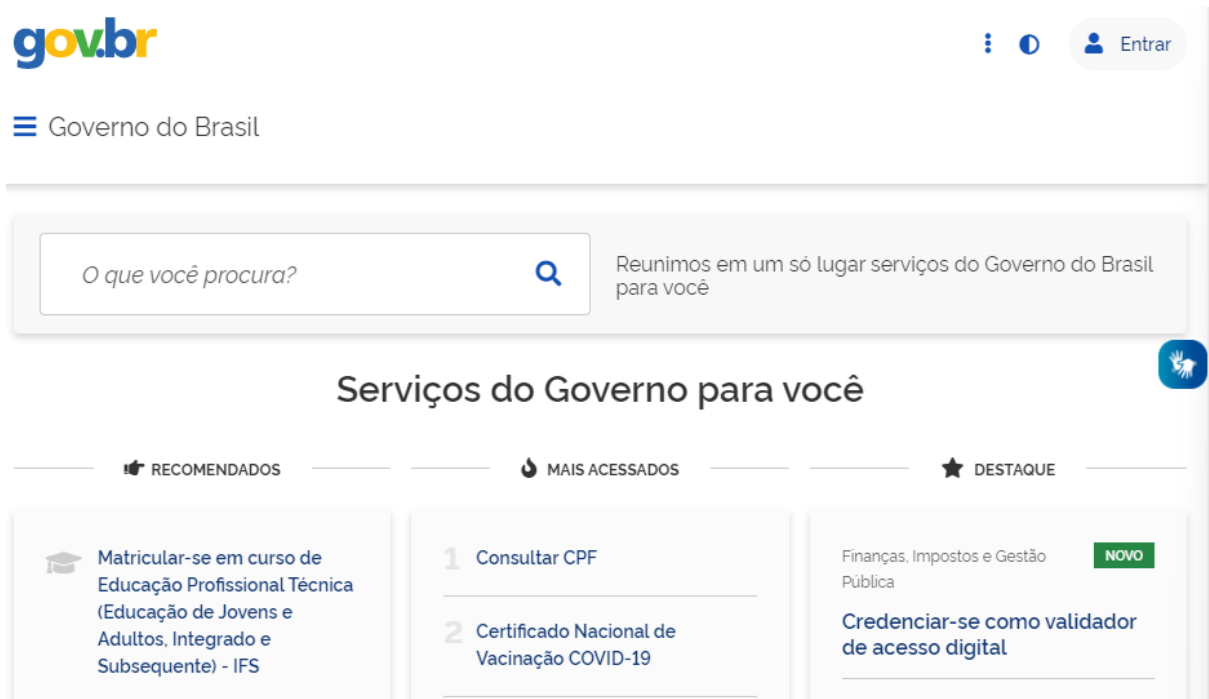 gov.br
Entrar
Governo do Brasil
O que você procura?
Reunimos em um só lugar serviços do Governo do Brasil
para você
Serviços do Governo para você
RECOMENDADOS
Matricular-se em curso de
Educação Profissional Técnica
(Educação de Jovens e
Adultos, Integrado e
Subsequente) - IFS
MAIS ACESSADOS
1 Consultar CPF
2 Certificado Nacional de
Vacinação COVID-19
DESTAQUE
Finanças, Impostos e Gestão
Pública
NOVO
Credenciar-se como validador
de acesso digital